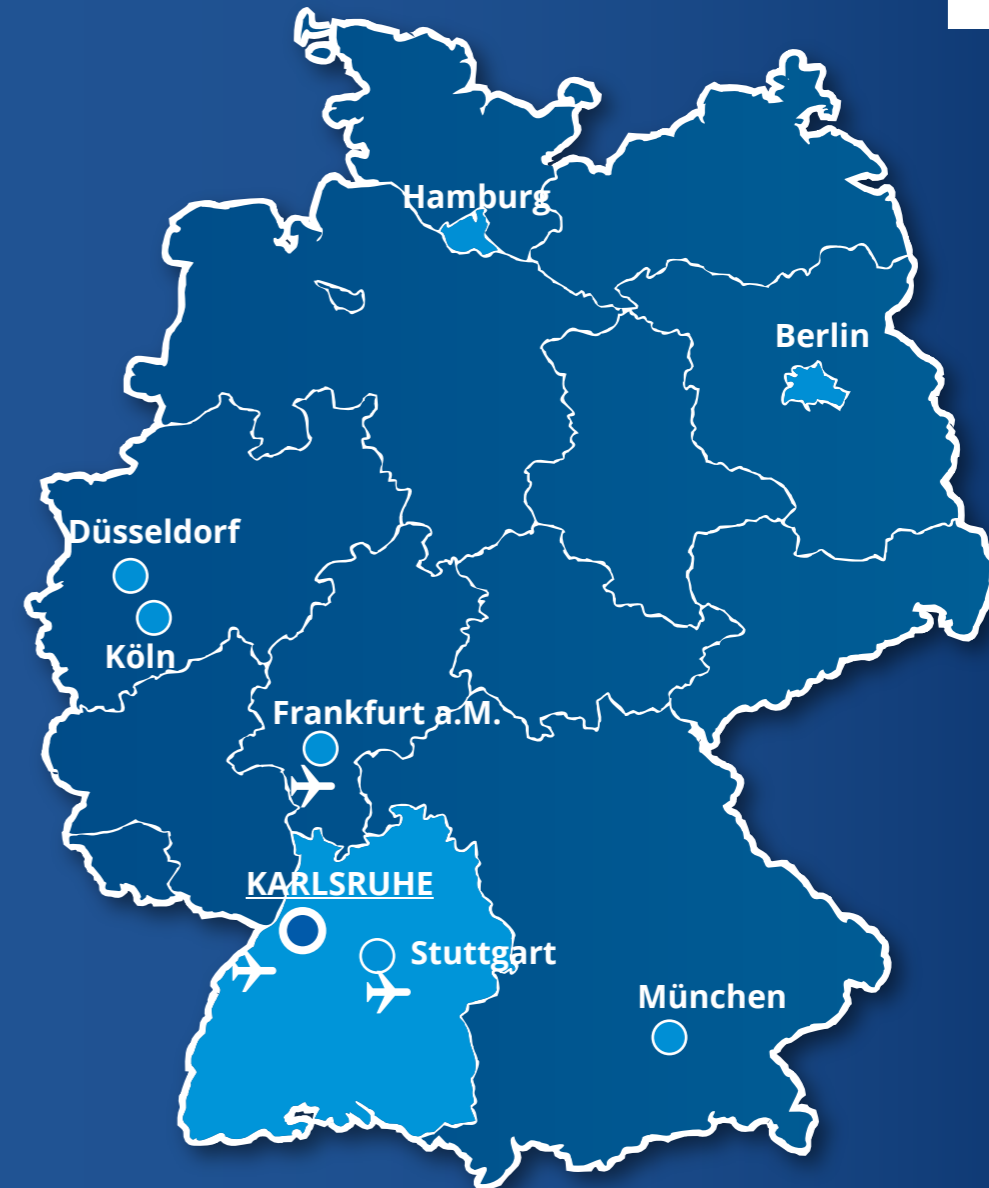 Hamburg
Berlin
Düsseldorf
Köln
Frankfurt a.M.
KARLSRUHE
Stuttgart
München